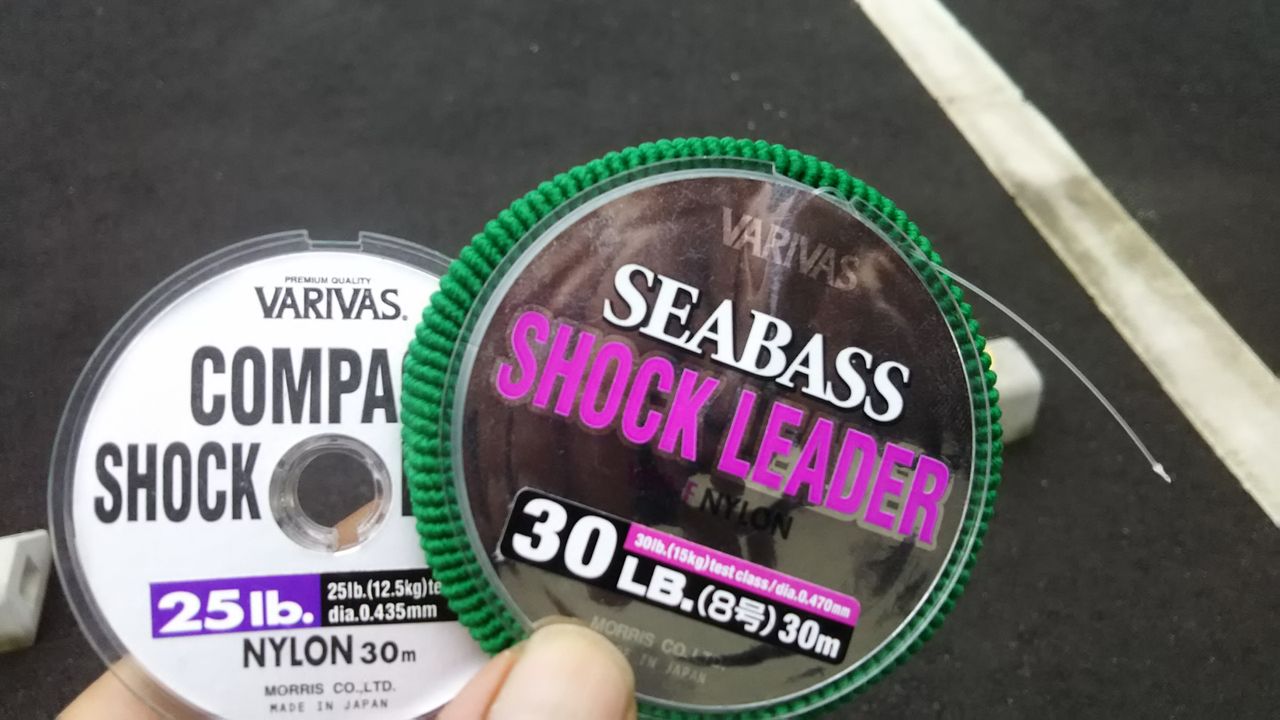 PREMIUM QUALITY
VARIVAS.
COMPA
SHOCK
25lb.
25lb.(12.5kg)te
dia.0.435mm
NYLON 30m
MORRIS CO.,LTD.
MADE IN JAPAN
VARIVAS
SEABASS
SHOCK LEADER
NYLON
30 LB.(8号)30m
30lb.(15kg)test class/dia.0.470mm
MORRIS CO.,LTD.
MADE IN JAPAN